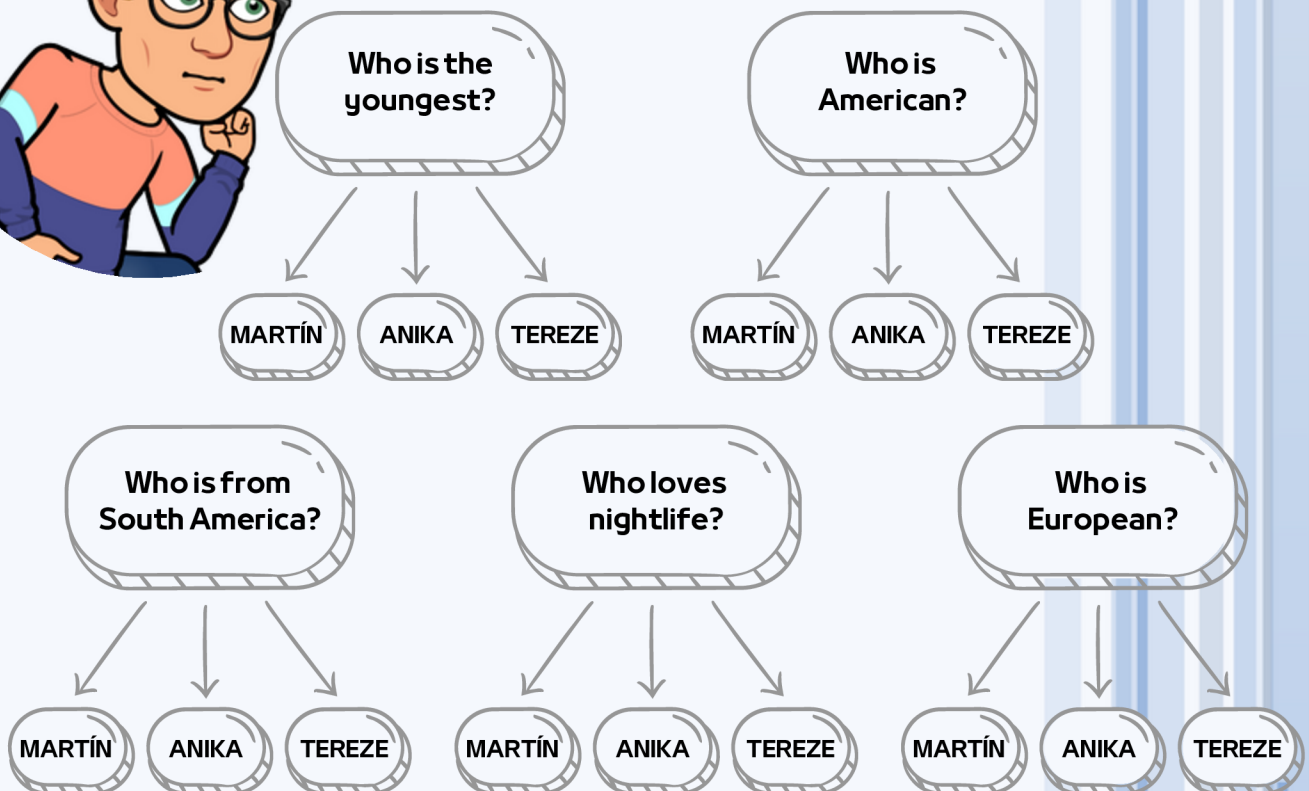 Who is the
youngest?
Who is
American?
MARTÍN ANIKA TEREZE MARTÍN ANIKA TEREZE
Who is from
South America?
Who loves
nightlife?
Who is
European?
MARTÍN ANIKA TEREZE MARTÍN ANIKA TEREZE MARTÍN ANIKA TEREZE